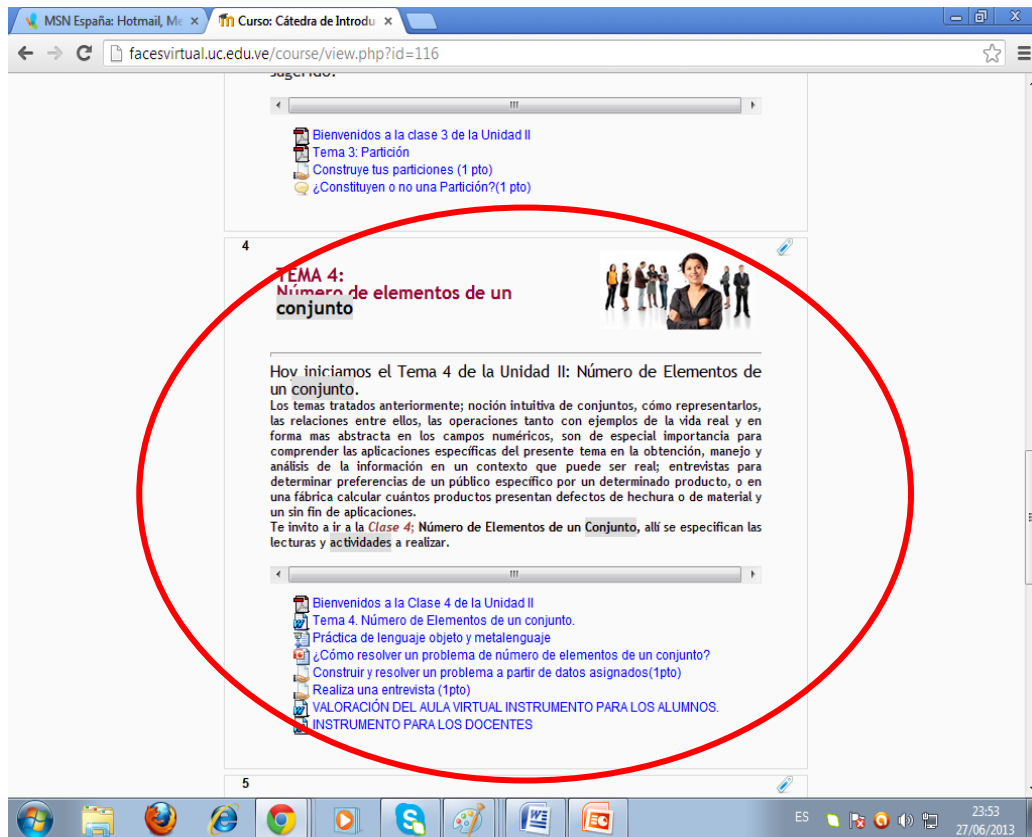 MSN España: Hotmail, Me
Curso: Cátedra de Introdu
facesvirtual.uc.edu.ve/course/view.php?id=116
sugerido.
Bienvenidos a la clase 3 de la Unidad II
Tema 3: Partición
Construye tus particiones (1 pto)
¿Constituyen o no una Partición?(1 pto)
4
TEMA 4:
Número de elementos de un
conjunto
Hoy iniciamos el Tema 4 de la Unidad II: Número de Elementos de
un conjunto.
Los temas tratados anteriormente; noción intuitiva de conjuntos, cómo representarlos,
las relaciones entre ellos, las operaciones tanto con ejemplos de la vida real y en
forma mas abstracta en los campos numéricos, son de especial importancia para
comprender las aplicaciones específicas del presente tema en la obtención, manejo y
análisis de la información en un contexto que puede ser real; entrevistas para
determinar preferencias de un público específico por un determinado producto, o en
una fábrica calcular cuántos productos presentan defectos de hechura o de material y
un sin fin de aplicaciones.
Te invito a ir a la Clase 4; Número de Elementos de un Conjunto, allí se especifican las
lecturas y actividades a realizar.
Bienvenidos a la Clase 4 de la Unidad II
Tema 4. Número de Elementos de un conjunto.
Práctica de lenguaje objeto y metalenguaje
¿Cómo resolver un problema de número de elementos de un conjunto?
Construir y resolver un problema a partir de datos asignados(1pto)
Realiza una entrevista (1pto)
VALORACIÓN DEL AULA VIRTUAL INSTRUMENTO PARA LOS ALUMNOS.
INSTRUMENTO PARA LOS DOCENTES
5
ES
23:53
27/06/2013